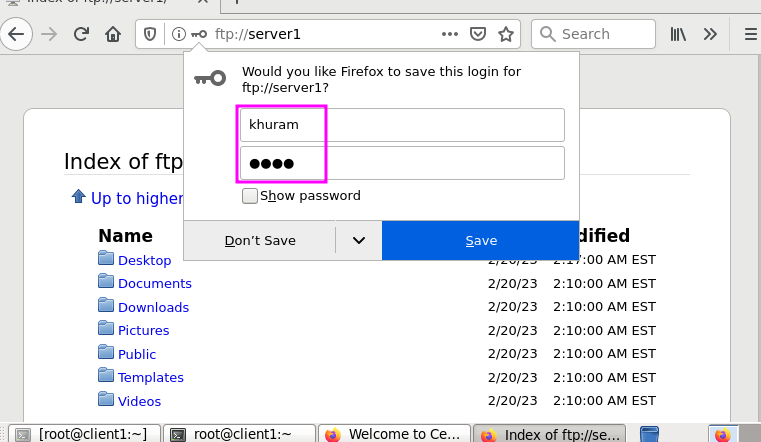 Index of ftp://server1/
ftp://server1
Search
Would you like Firefox to save this login for
ftp://server1?
khuram
●●●●
Show password
Don't Save
Save
Index of ftp
Up to higher
Name
dified
Desktop 2/20/23 2:17:00 AM EST
Documents 2/20/23 2:10:00 AM EST
Downloads 2/20/23 2:10:00 AM EST
Pictures 2/20/23 2:10:00 AM EST
Public 2/20/23 2:10:00 AM EST
Templates 2/20/23 2:10:00 AM EST
Videos 2/20/23 2:10:00 AM EST
[root@client1:~]
root@client1:~
Welcome to Ce...
Index of ftp://se...